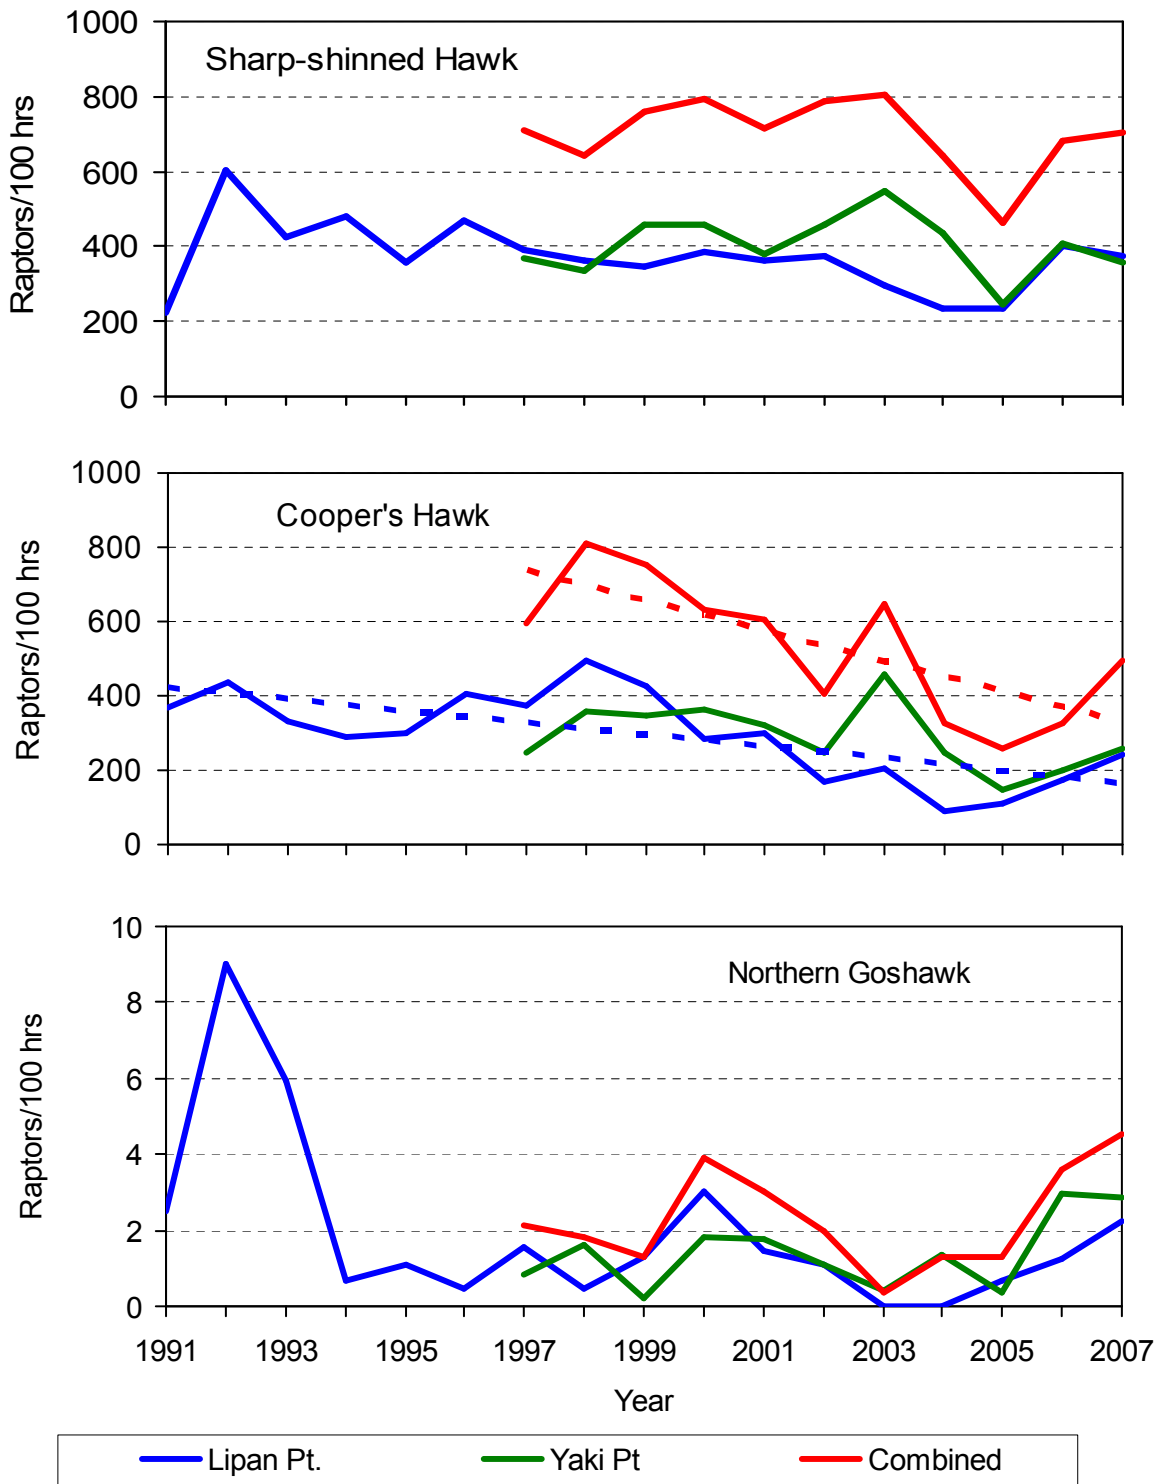 Sharp-shinned Hawk
Raptors/100 hrs
1000
800
600
400
200
0
Cooper's Hawk
Raptors/100 hrs
1000
800
600
400
200
0
Northern Goshawk
Raptors/100 hrs
10
8
6
4
2
0
1991 1993 1995 1997 1999 2001 2003 2005 2007
Year
Lipan Pt. Yaki Pt Combined